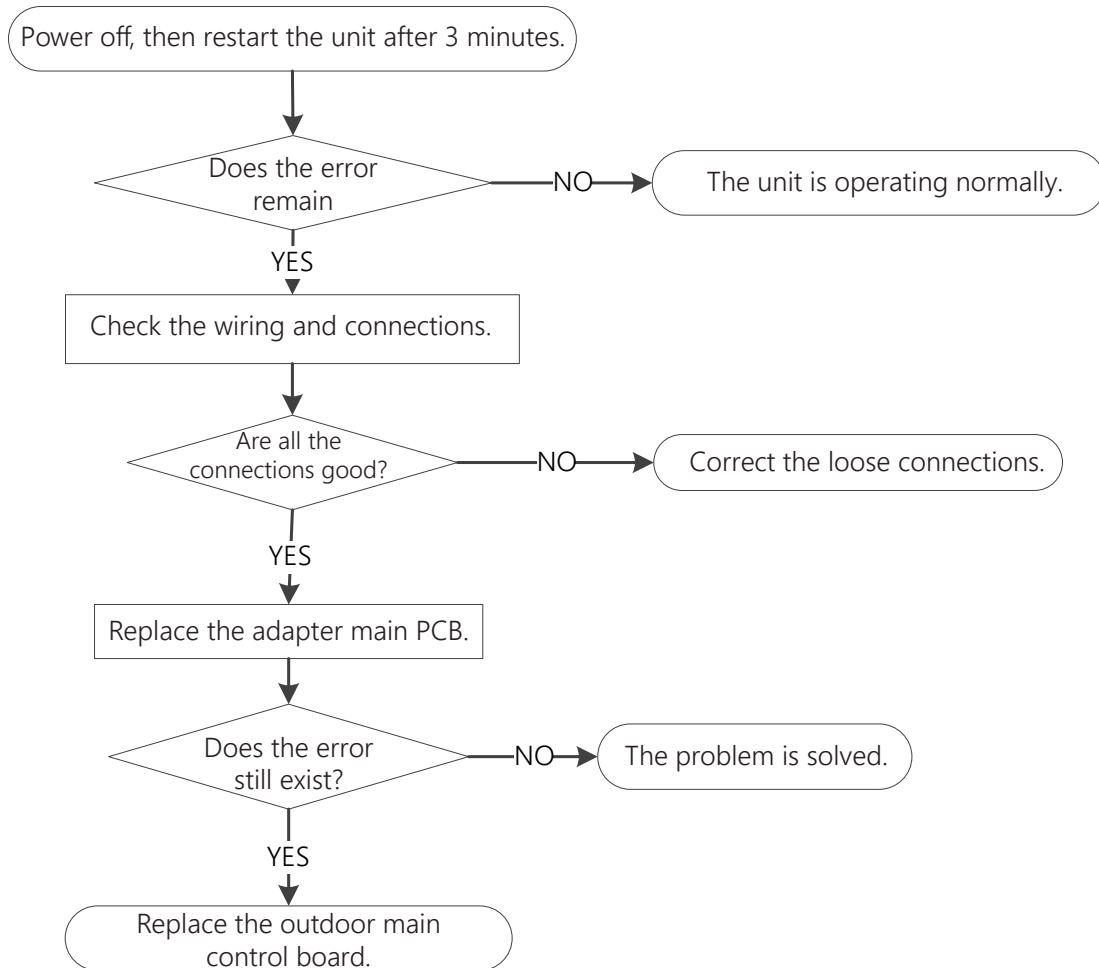 Power off, then restart the unit after 3 minutes.
Does the error
remain
NO
The unit is operating normally.
YES
Check the wiring and connections.
Are all the
connections good?
NO
Correct the loose connections.
YES
Replace the adapter main PCB.
Does the error
still exist?
NO
The problem is solved.
YES
Replace the outdoor main
control board.